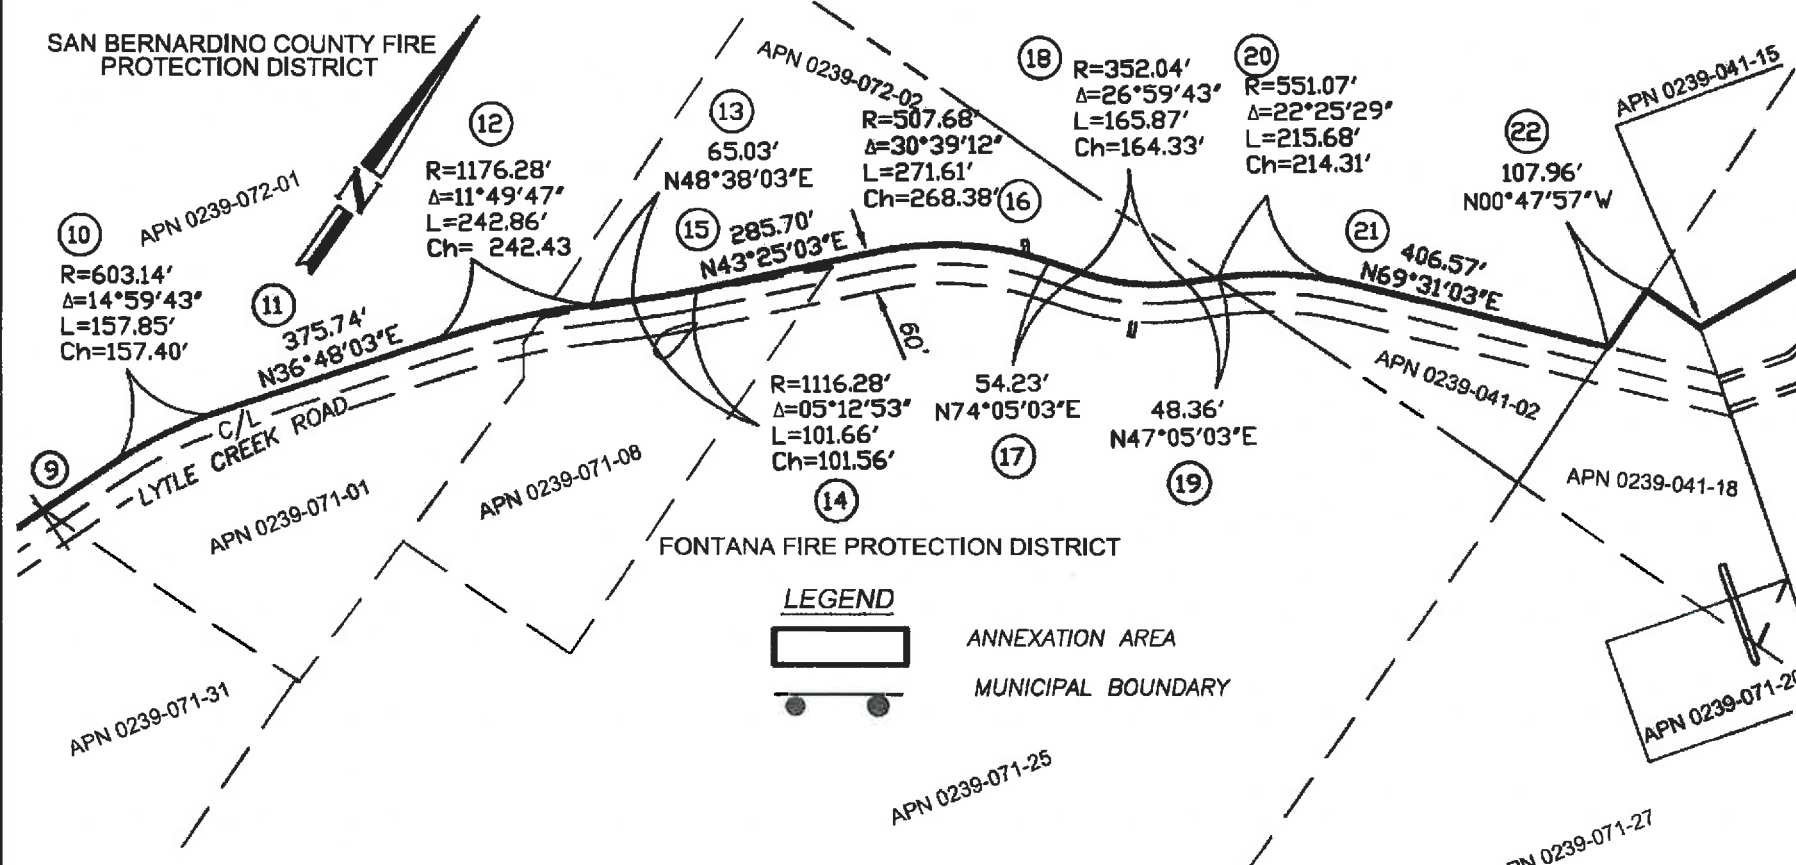 SAN BERNARDINO COUNTY FIRE
PROTECTION DISTRICT
N
APN 0239-072-01
APN 0239-072-02
APN 0239-041-15
9
10
R=603.14'
Δ=14°59'43"
L=157.85'
Ch=157.40'
11
375.74'
N36°48'03"E
12
R=1176.28'
Δ=11°49'47"
L=242.86'
Ch= 242.43
13
65.03'
N48°38'03"E
15
285.70'
N43°25'03"E
R=507.68'
Δ=30°39'12"
L=271.61'
Ch=268.38'
16
18
R=352.04'
Δ=26°59'43"
L=165.87'
Ch=164.33'
20
R=551.07'
Δ=22°25'29"
L=215.68'
Ch=214.31'
21
406.57'
N69°31'03"E
22
107.96'
N00°47'57"W
C/L
LYTLE CREEK ROAD
60'
R=1116.28'
Δ=05°12'53"
L=101.66'
Ch=101.56'
14
54.23'
N74°05'03"E
17
48.36'
N47°05'03"E
19
APN 0239-041-02
APN 0239-041-18
APN 0239-071-01
APN 0239-071-08
APN 0239-071-31
FONTANA FIRE PROTECTION DISTRICT
LEGEND
ANNEXATION AREA
MUNICIPAL BOUNDARY
APN 0239-071-25
APN 0239-071-20
APN 0239-071-27